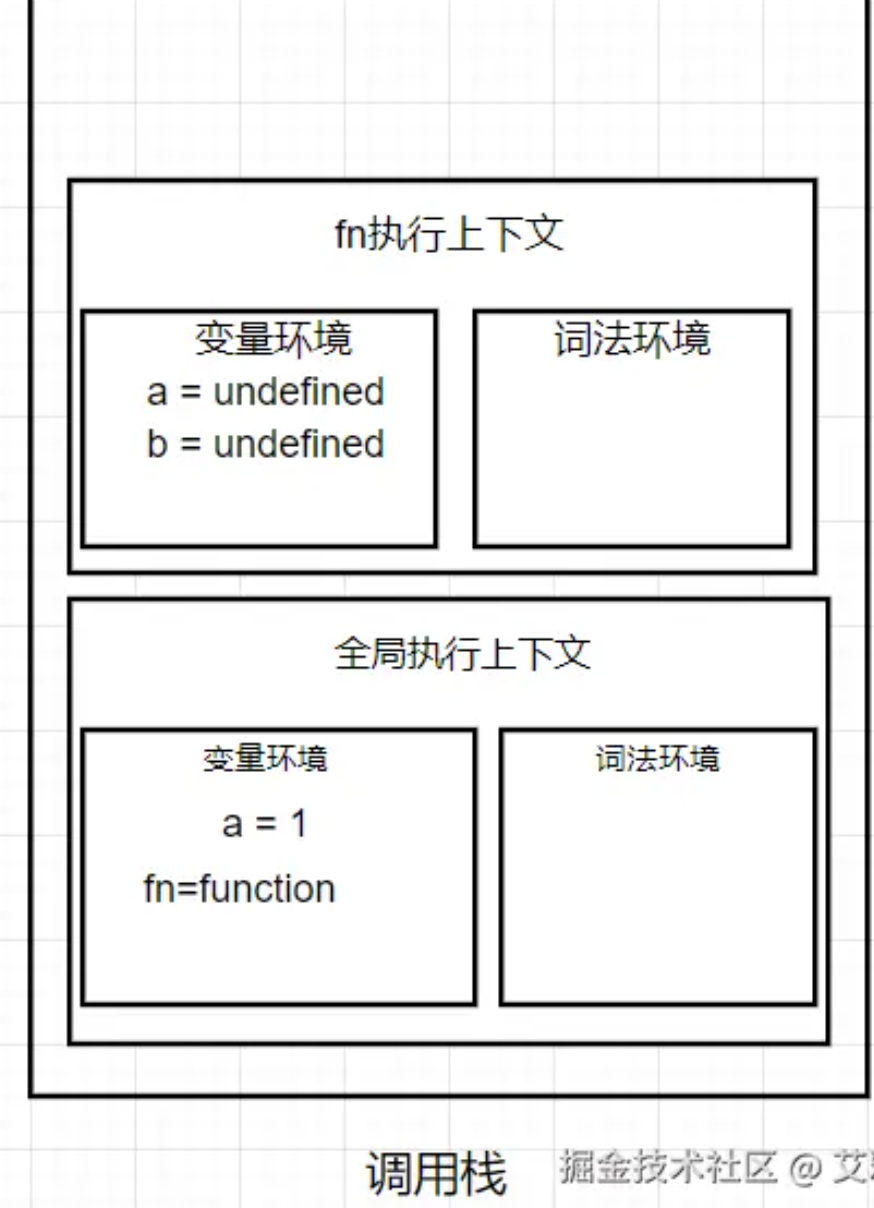 fn执行上下文
变量环境
词法环境
a = undefined
b = undefined
全局执行上下文
变量环境
词法环境
a = 1
fn=function
调用栈
掘金技术社区 @ 艾